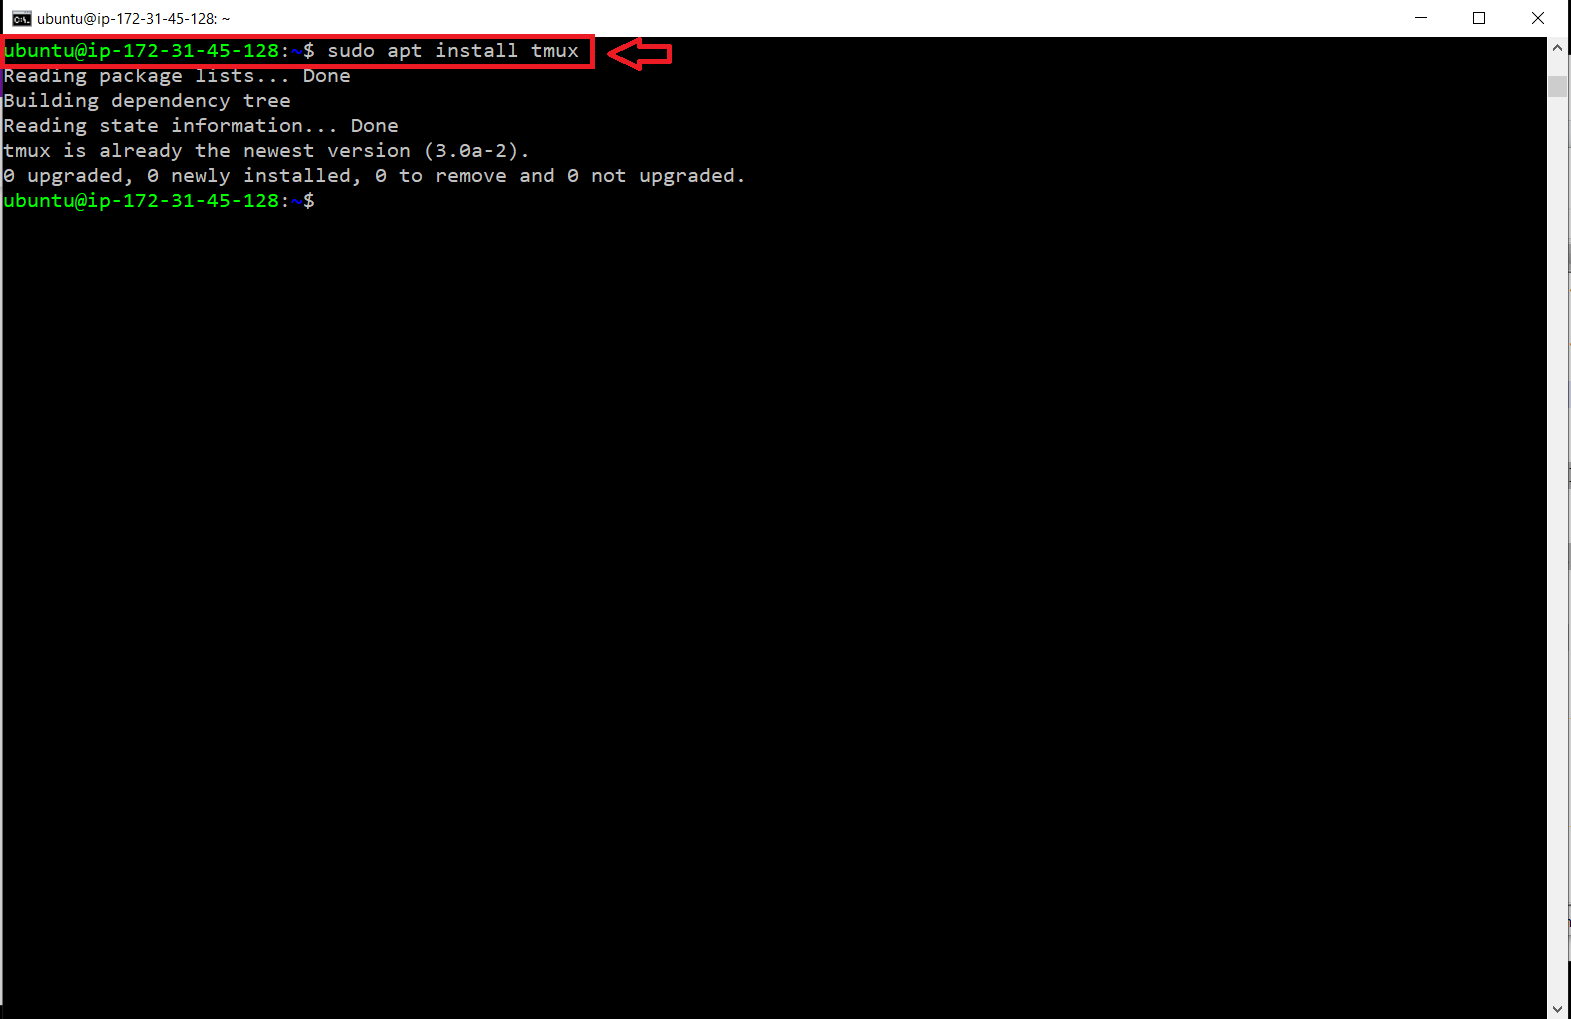 ubuntu@ip-172-31-45-128: ~
ubuntu@ip-172-31-45-128:~$ sudo apt install tmux
Reading package lists... Done
Building dependency tree
Reading state information... Done
tmux is already the newest version (3.0a-2).
0 upgraded, 0 newly installed, 0 to remove and 0 not upgraded.
ubuntu@ip-172-31-45-128:~$